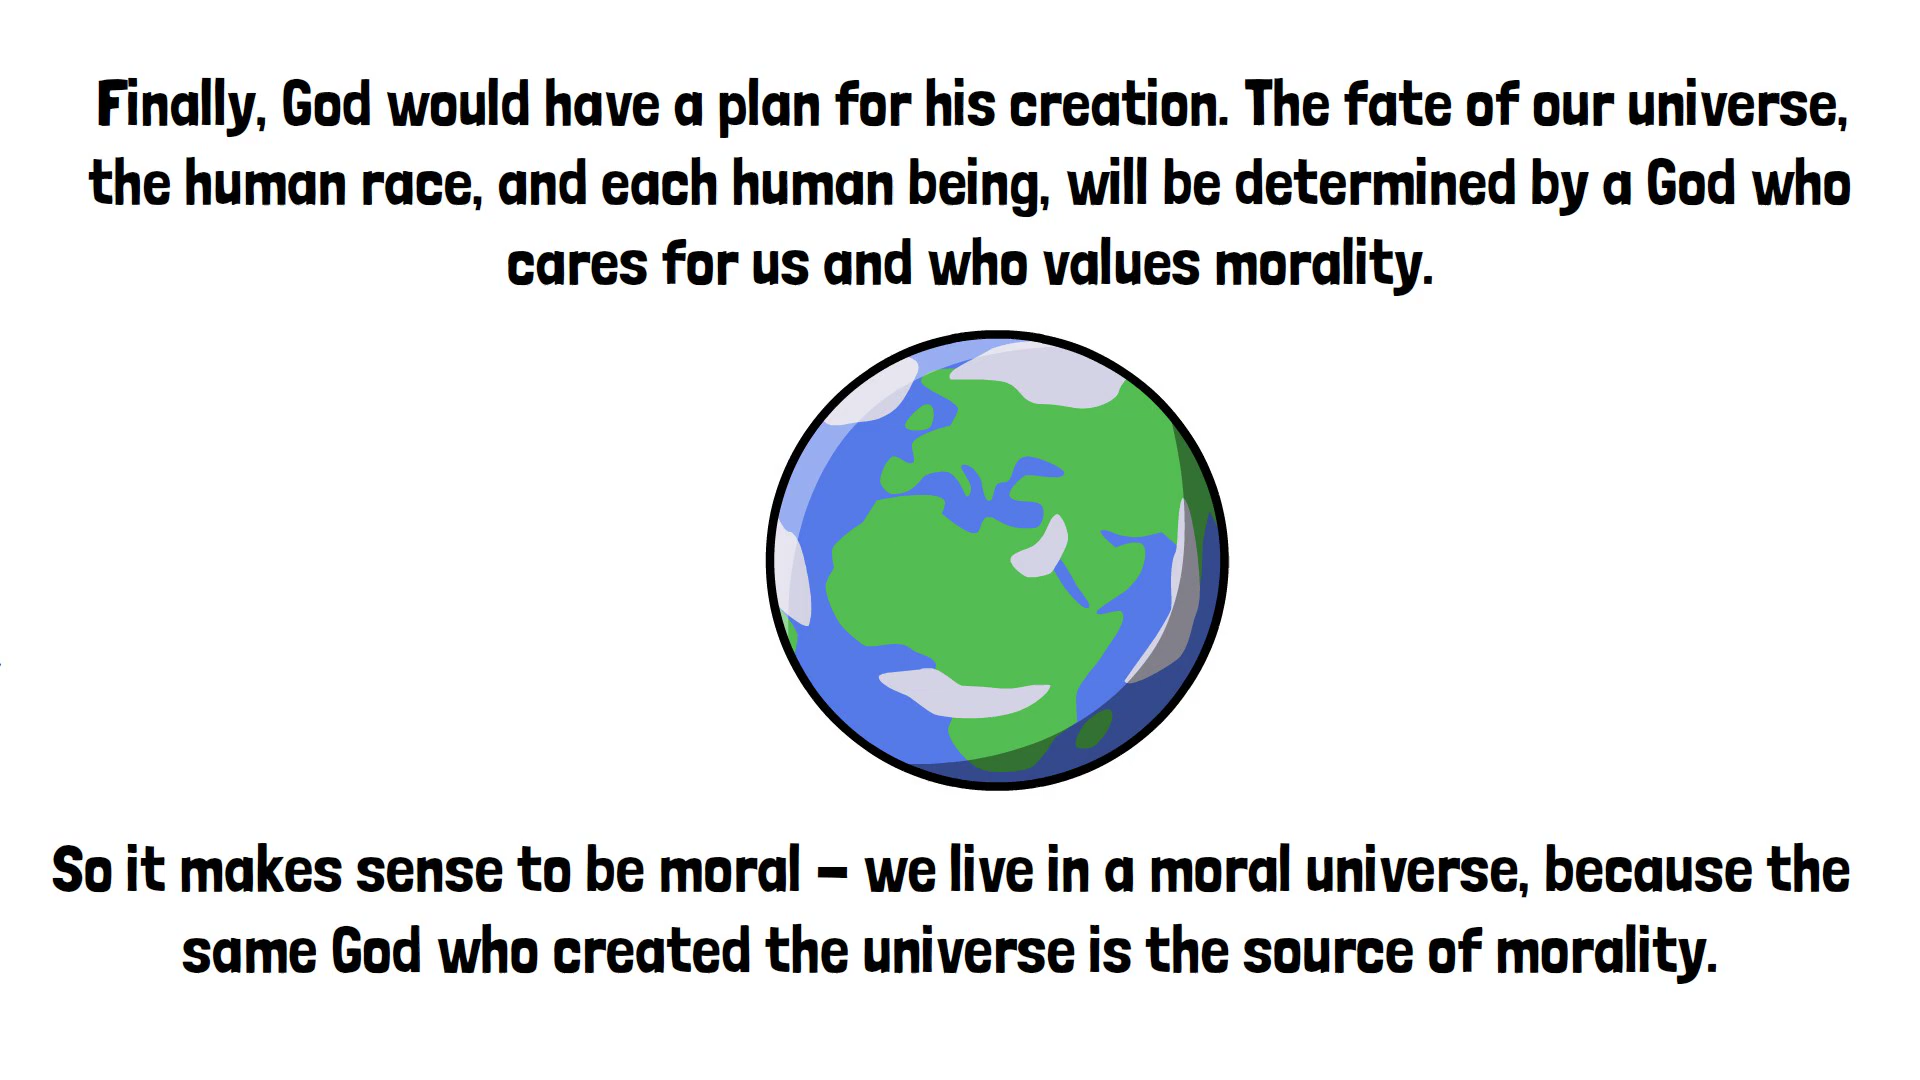 Finally, God would have a plan for his creation. The fate of our universe,
the human race, and each human being, will be determined by a God who
cares for us and who values morality.
So it makes sense to be moral – we live in a moral universe, because the
same God who created the universe is the source of morality.